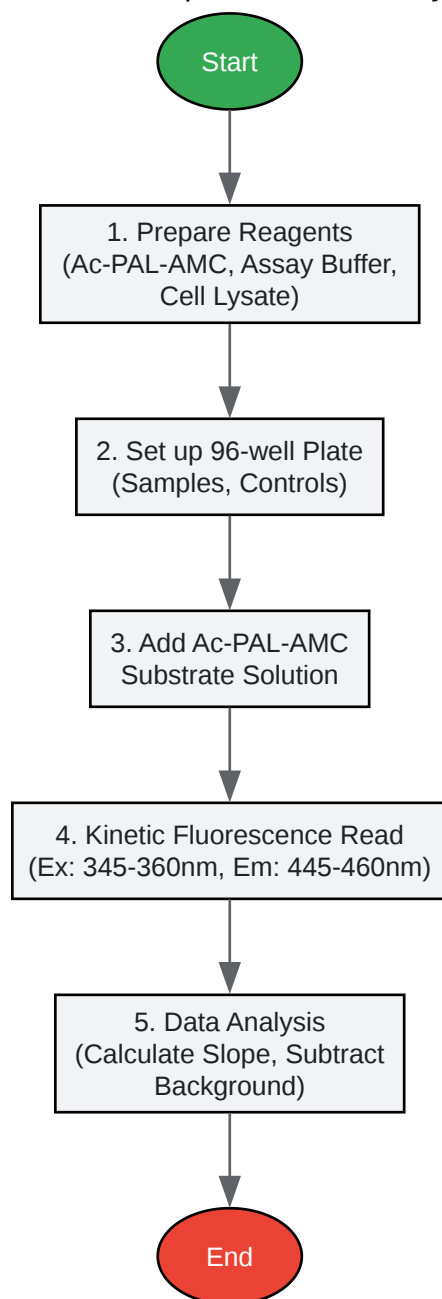 Start
1. Prepare Reagents
(Ac-PAL-AMC, Assay Buffer,
Cell Lysate)
2. Set up 96-well Plate
(Samples, Controls)
3. Add Ac-PAL-AMC
Substrate Solution
4. Kinetic Fluorescence Read
(Ex: 345-360nm, Em: 445-460nm)
5. Data Analysis
(Calculate Slope, Subtract
Background)
End